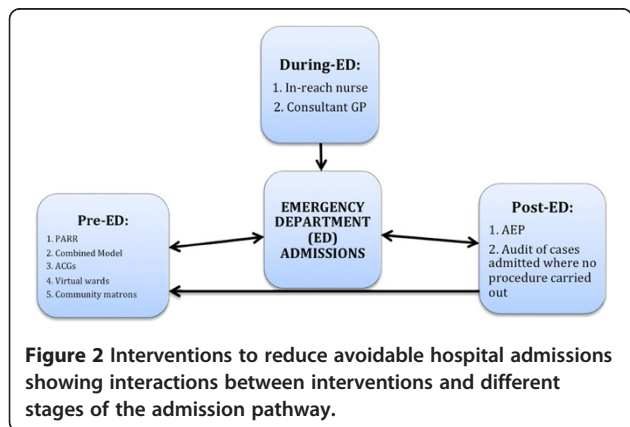 During-ED:
1. In-reach nurse
2. Consultant GP
EMERGENCY
DEPARTMENT
(ED)
ADMISSIONS
Pre-ED:
1. PARR
2. Combined Model
3. ACGs
4. Virtual wards
5. Community matrons
Post-ED:
1. AEP
2. Audit of cases
admitted where no
procedure carried
out
Figure 2 Interventions to reduce avoidable hospital admissions
showing interactions between interventions and different
stages of the admission pathway.